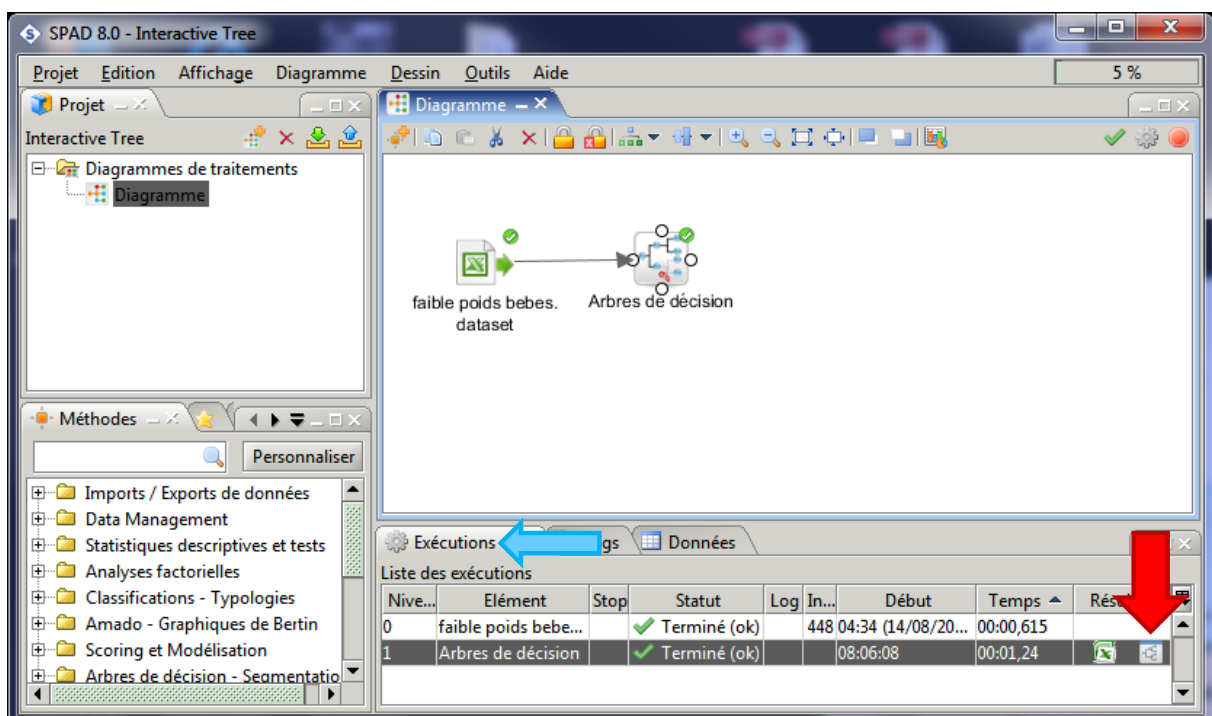 SPAD 8.0 - Interactive Tree
Projet Edition Affichage Diagramme Dessin Outils Aide 5 %
Projet
Interactive Tree
Diagrammes de traitements
Diagramme
Diagramme
faible poids bebes.
dataset
Arbres de décision
Méthodes
Personnaliser
Imports / Exports de données
Data Management
Statistiques descriptives et tests
Analyses factorielles
Classifications - Typologies
Amado - Graphiques de Bertin
Scoring et Modélisation
Arbres de décision - Segmentatio
Exécutions gs Données
Liste des exécutions
Nive... Elément Stop Statut Log In... Début Temps Rés
0 faible poids bebe... Terminé (ok) 448 04:34 (14/08/20... 00:00,615
1 Arbres de décision Terminé (ok) 08:06:08 00:01,24